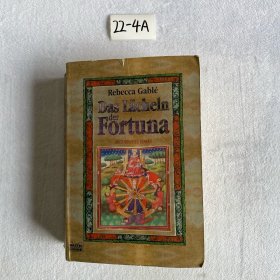 22-4A
Rebecca Gablé
Das Lächeln
der
Fortuna